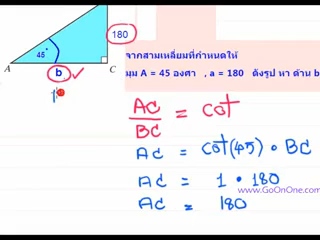 180
45°
A b C
จากสามเหลี่ยมที่กำหนดให้
มุม A = 45 องศา , a = 180 ดังรูป หา ด้าน b
AC/BC = cot
AC = cot(45) • BC
AC = 1 • 180
www.GoOnOne.com
AC = 180